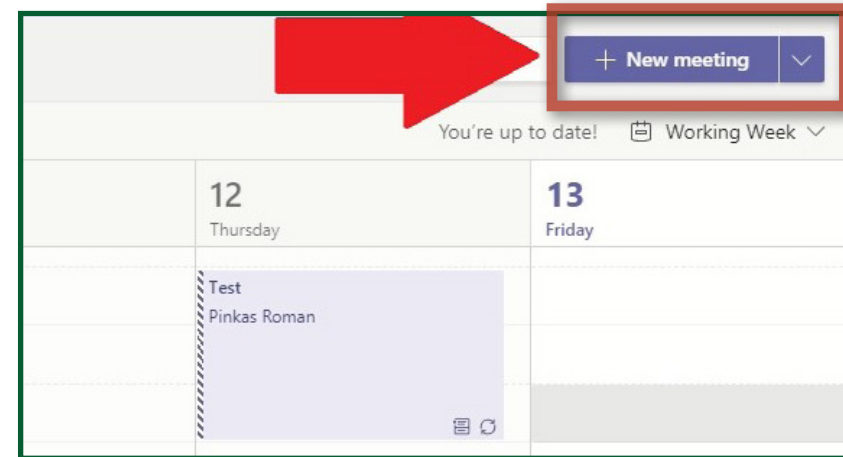 + New meeting
You're up to date! Working Week
12 13
Thursday Friday
Test
Pinkas Roman